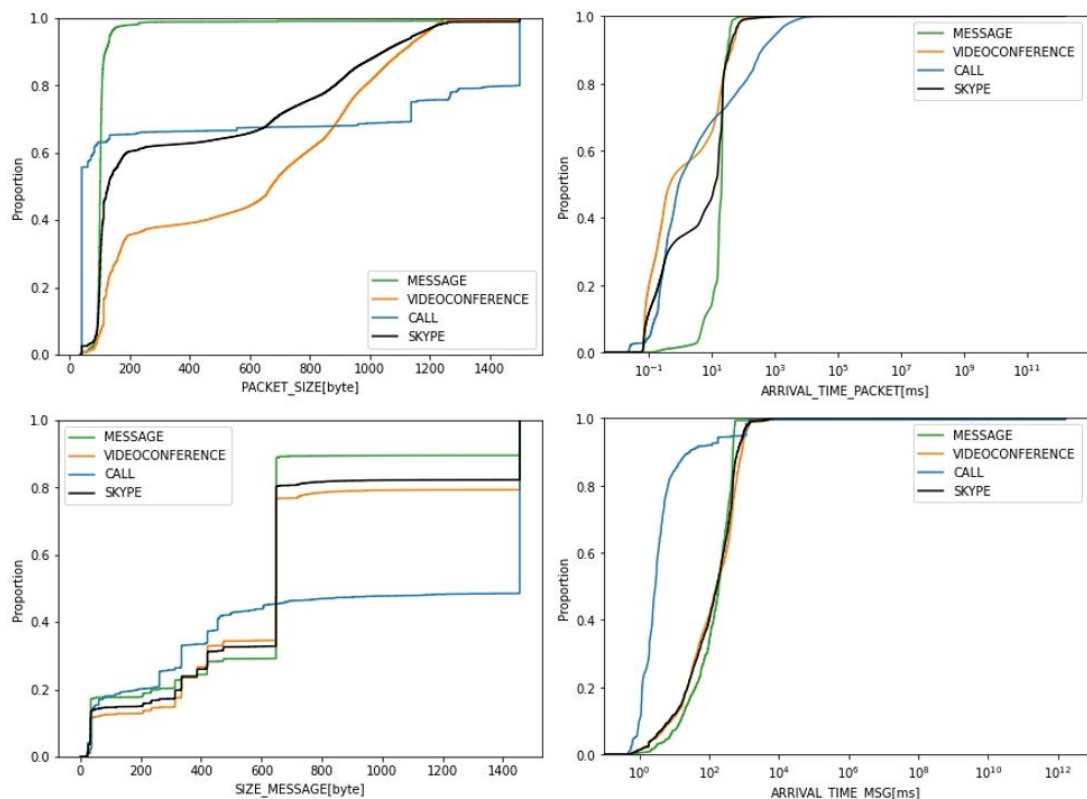 1.0
0.8
0.6
0.4
0.2
0.0
Proportion
MESSAGE
VIDEOCONFERENCE
CALL
SKYPE
0 200 400 600 800 1000 1200 1400
PACKET_SIZE[byte]
1.0
0.8
0.6
0.4
0.2
0.0
Proportion
MESSAGE
VIDEOCONFERENCE
CALL
SKYPE
10⁻¹ 10¹ 10³ 10⁵ 10⁷ 10⁹ 10¹¹
ARRIVAL_TIME_PACKET[ms]
1.0
0.8
0.6
0.4
0.2
0.0
Proportion
MESSAGE
VIDEOCONFERENCE
CALL
SKYPE
0 200 400 600 800 1000 1200 1400
SIZE_MESSAGE[byte]
1.0
0.8
0.6
0.4
0.2
0.0
Proportion
MESSAGE
VIDEOCONFERENCE
CALL
SKYPE
10⁰ 10² 10⁴ 10⁶ 10⁸ 10¹⁰ 10¹²
ARRIVAL_TIME_MSG[ms]